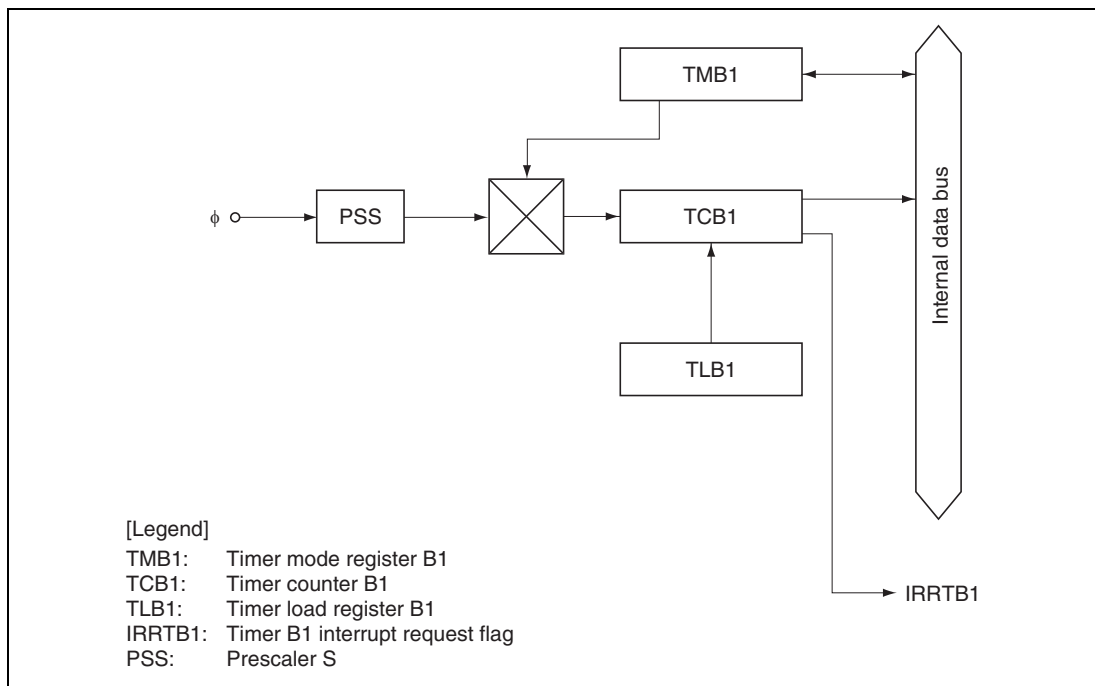 TMB1
φ
PSS
TCB1
Internal data bus
TLB1
IRRTB1
[Legend]
TMB1: Timer mode register B1
TCB1: Timer counter B1
TLB1: Timer load register B1
IRRTB1: Timer B1 interrupt request flag
PSS: Prescaler S